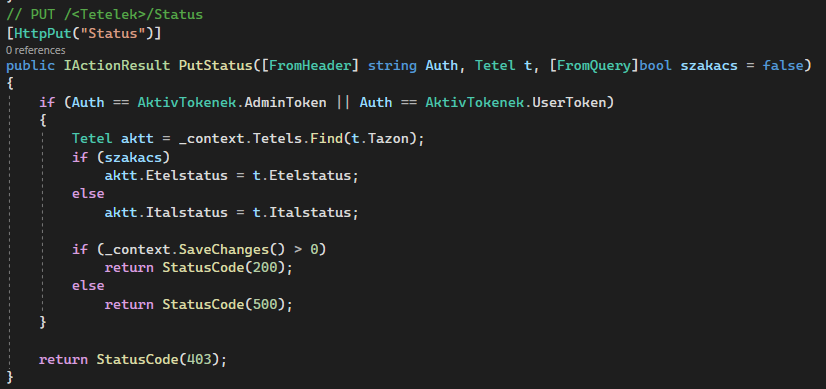 // PUT /<Tetelek>/Status
[HttpPut("Status")]
0 references
public IActionResult PutStatus([FromHeader] string Auth, Tetel t, [FromQuery]bool szakacs = false)
{
if (Auth == AktivTokenek.AdminToken || Auth == AktivTokenek.UserToken)
{
Tetel aktt = _context.Tetels.Find(t.Tazon);
if (szakacs)
aktt.Etelstatus = t.Etelstatus;
else
aktt.Italstatus = t.Italstatus;
if (_context.SaveChanges() > 0)
return StatusCode(200);
else
return StatusCode(500);
}
return StatusCode(403);
}